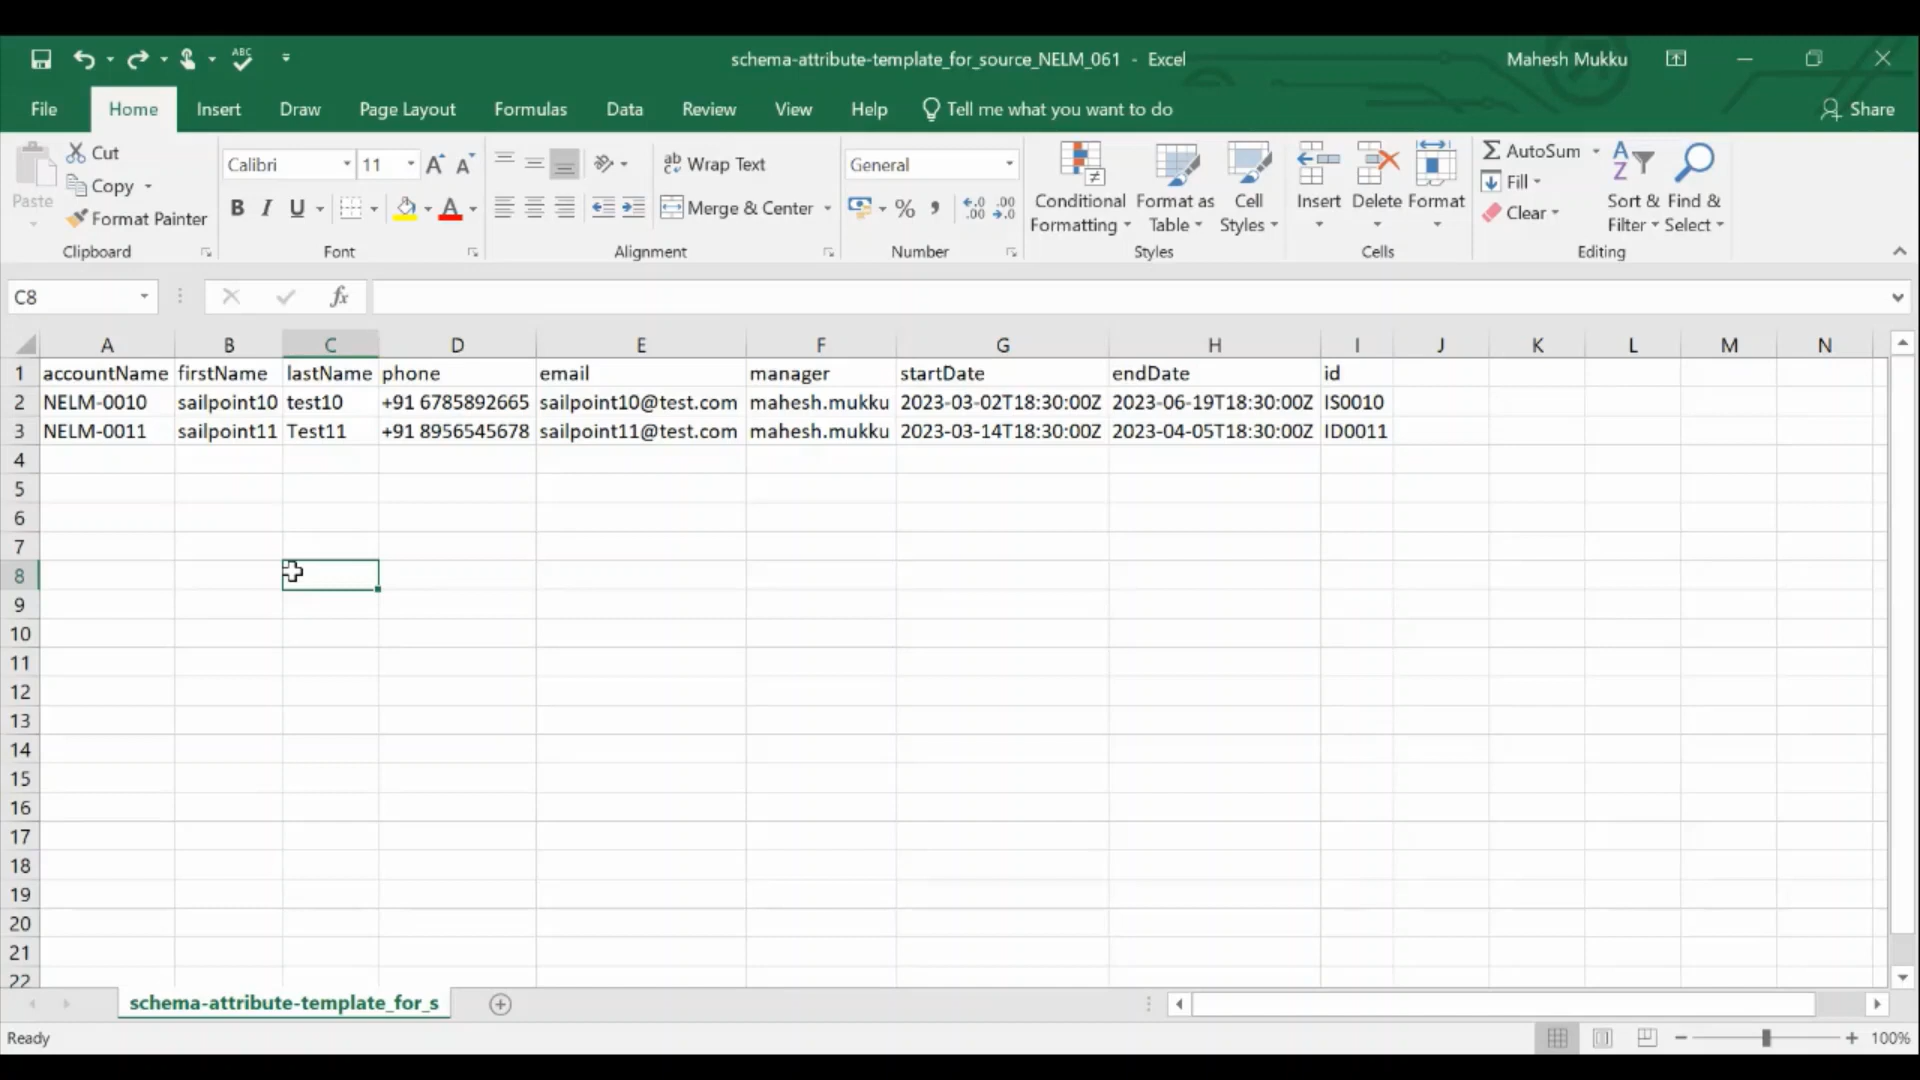 ABC
schema-attribute-template_for_source_NELM_061 - Excel
Mahesh Mukku
File Home Insert Draw Page Layout Formulas Data Review View Help Tell me what you want to do Share
Paste
Cut
Copy
Format Painter
Clipboard
Calibri 11
B I U
Font
ab Wrap Text
Merge & Center
Alignment
General
% ,
Number
Conditional Formatting
Format as Table
Cell Styles
Styles
Insert Delete Format
Cells
AutoSum
Fill
Clear
Sort & Filter
Find & Select
Editing
C8 fx
A B C D E F G H I J K L M N
1 accountName firstName lastName phone email manager startDate endDate id
2 NELM-0010 sailpoint10 test10 +91 6785892665 sailpoint10@test.com mahesh.mukku 2023-03-02T18:30:00Z 2023-06-19T18:30:00Z IS0010
3 NELM-0011 sailpoint11 Test11 +91 8956545678 sailpoint11@test.com mahesh.mukku 2023-03-14T18:30:00Z 2023-04-05T18:30:00Z ID0011
4
5
6
7
8
9
10
11
12
13
14
15
16
17
18
19
20
21
22
schema-attribute-template_for_s
Ready
100%